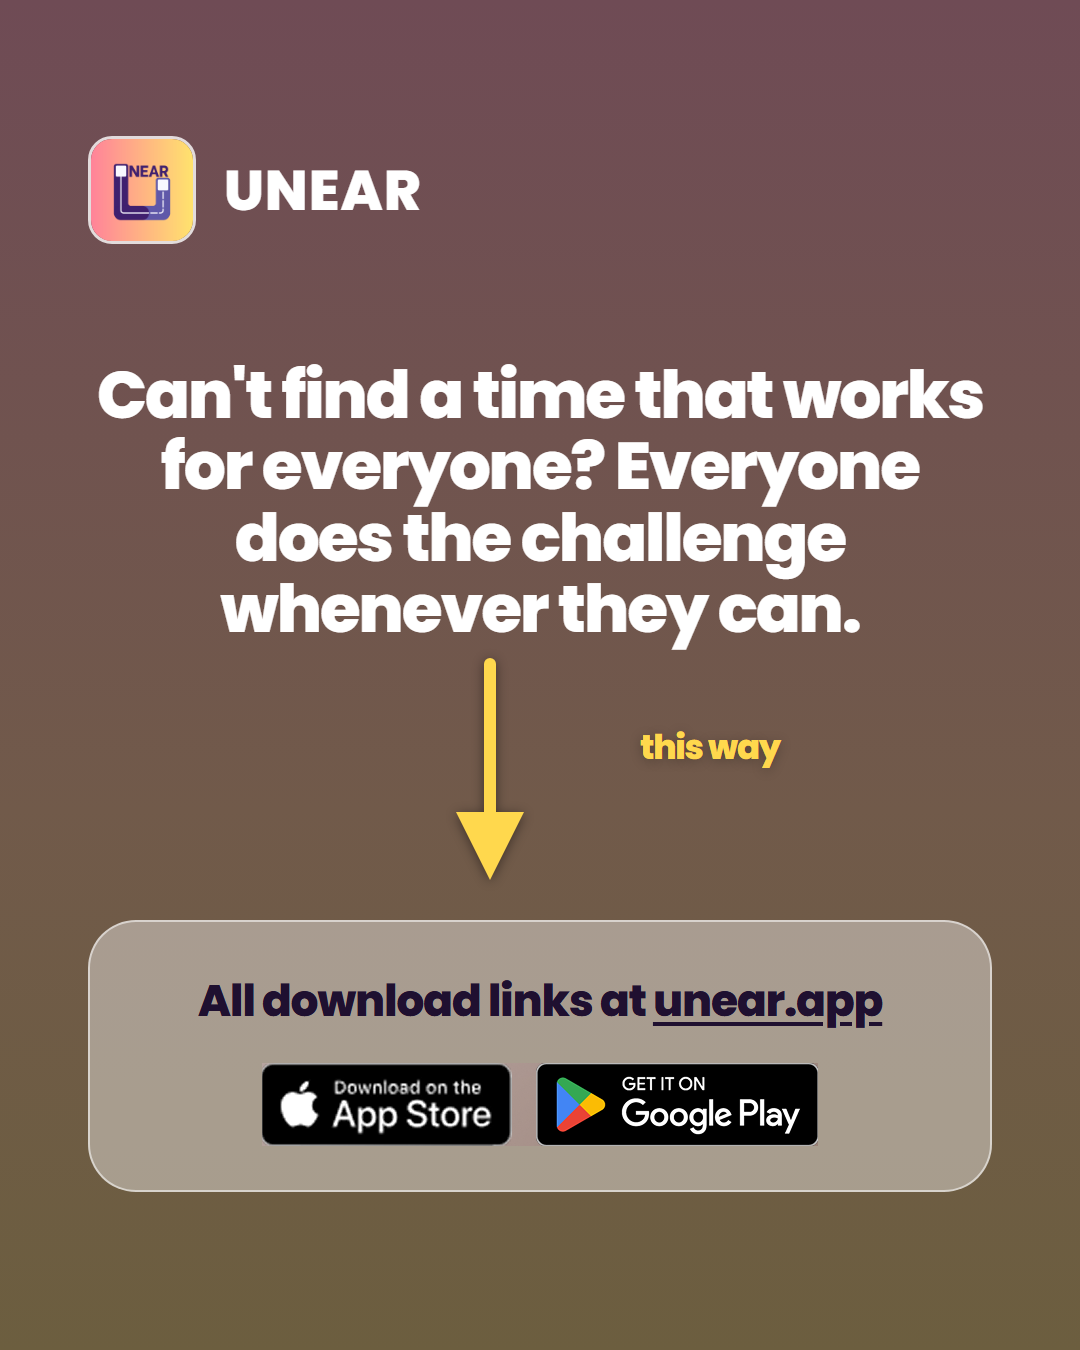 NEAR
UNEAR
Can't find a time that works
for everyone? Everyone
does the challenge
whenever they can.
this way
All download links at unear.app
Download on the
App Store
GET IT ON
Google Play